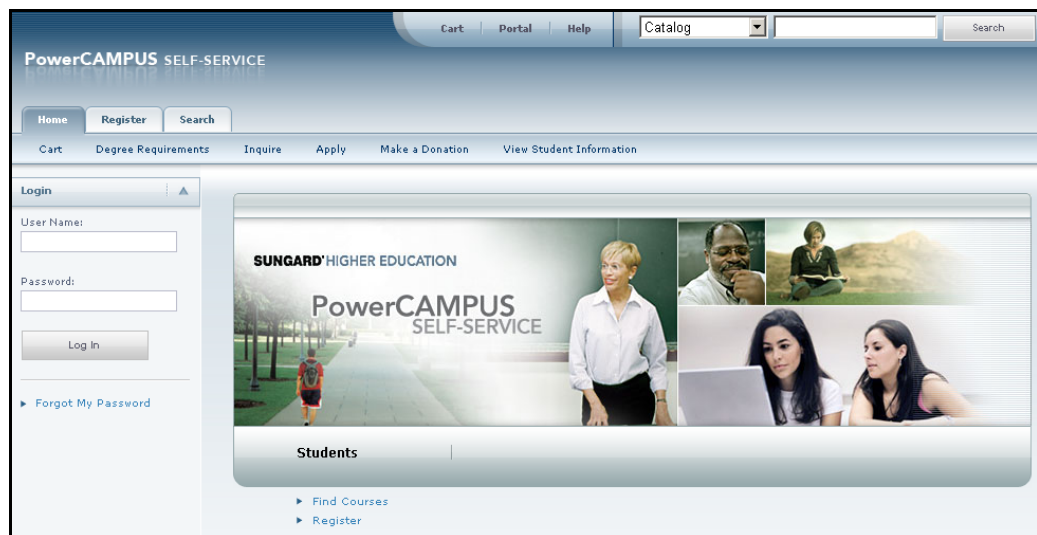 Cart Portal Help Catalog Search
PowerCAMPUS SELF-SERVICE
Home Register Search
Cart Degree Requirements Inquire Apply Make a Donation View Student Information
Login
User Name:
Password:
Log In
Forgot My Password
SUNGARD' HIGHER EDUCATION
PowerCAMPUS
SELF-SERVICE
Students
Find Courses
Register